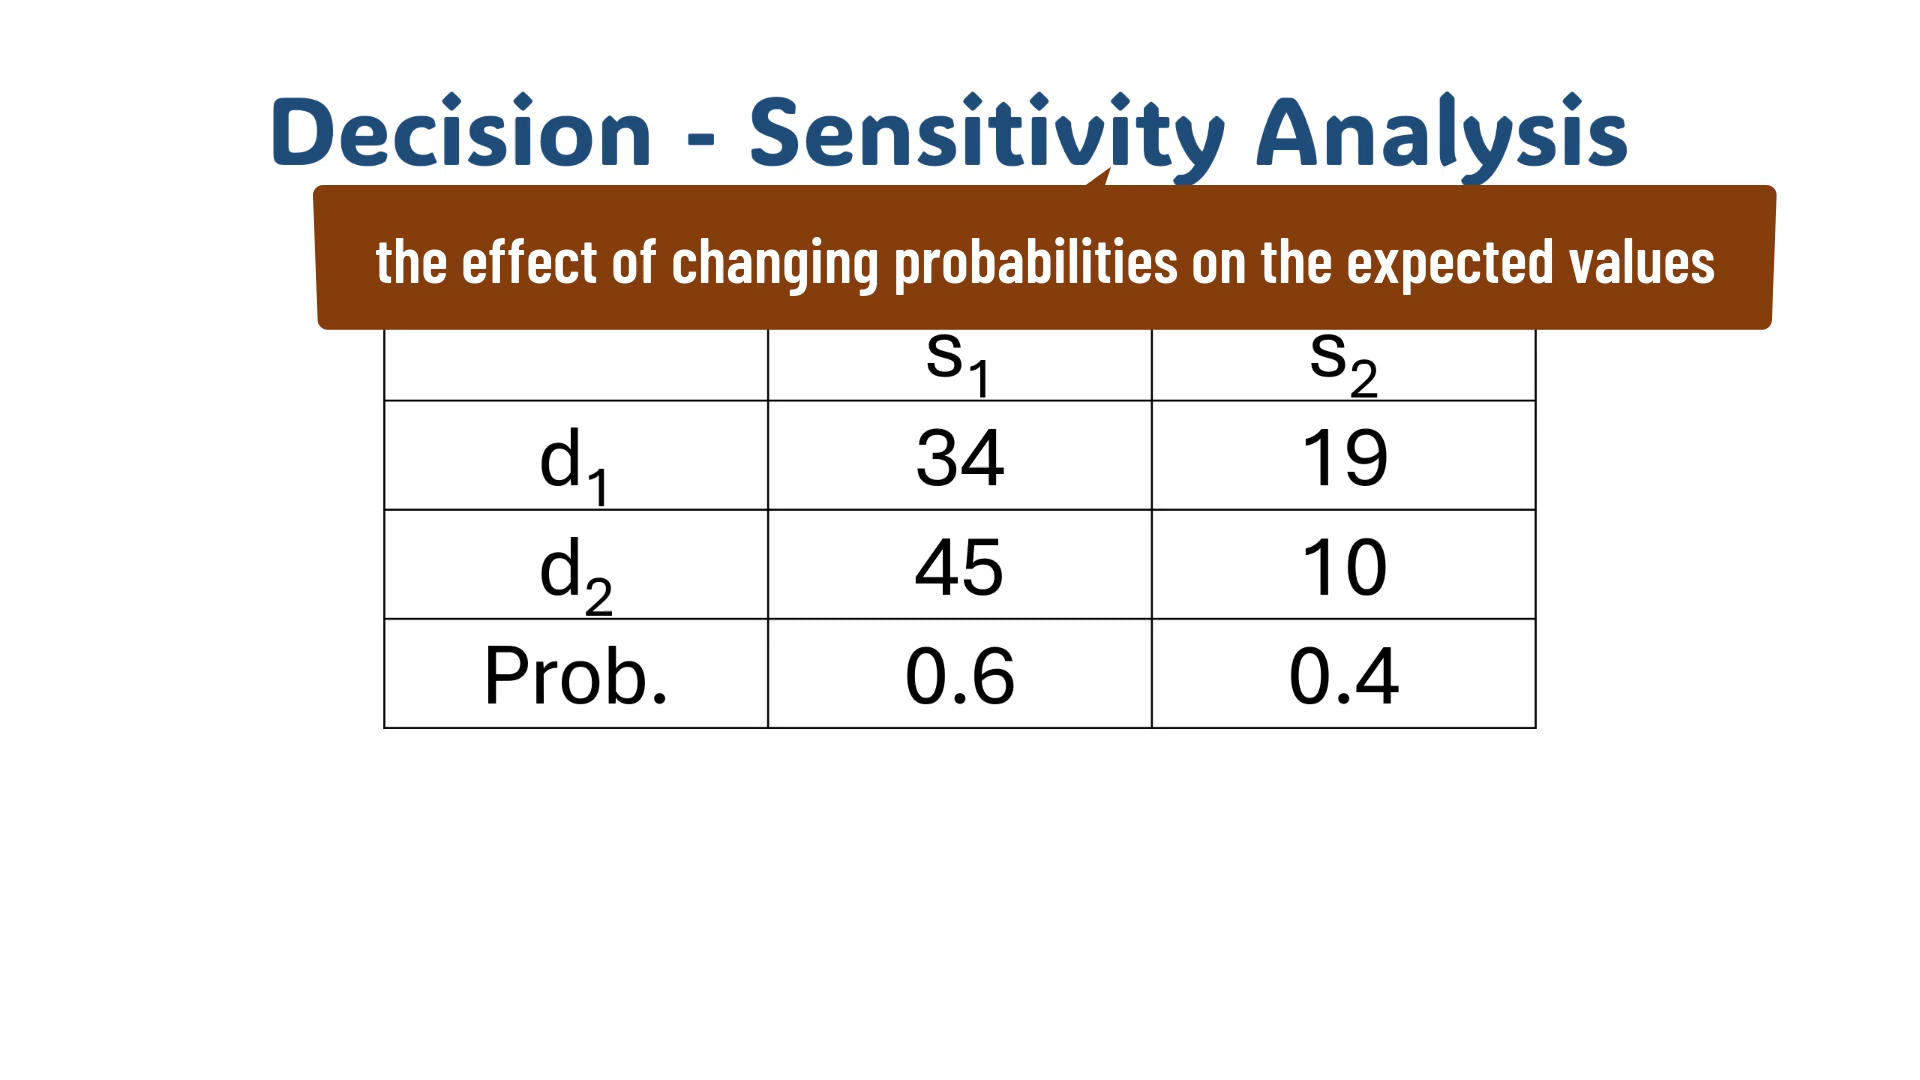 Decision - Sensitivity Analysis
the effect of changing probabilities on the expected values
s₁ s₂
d₁ 34 19
d₂ 45 10
Prob. 0.6 0.4